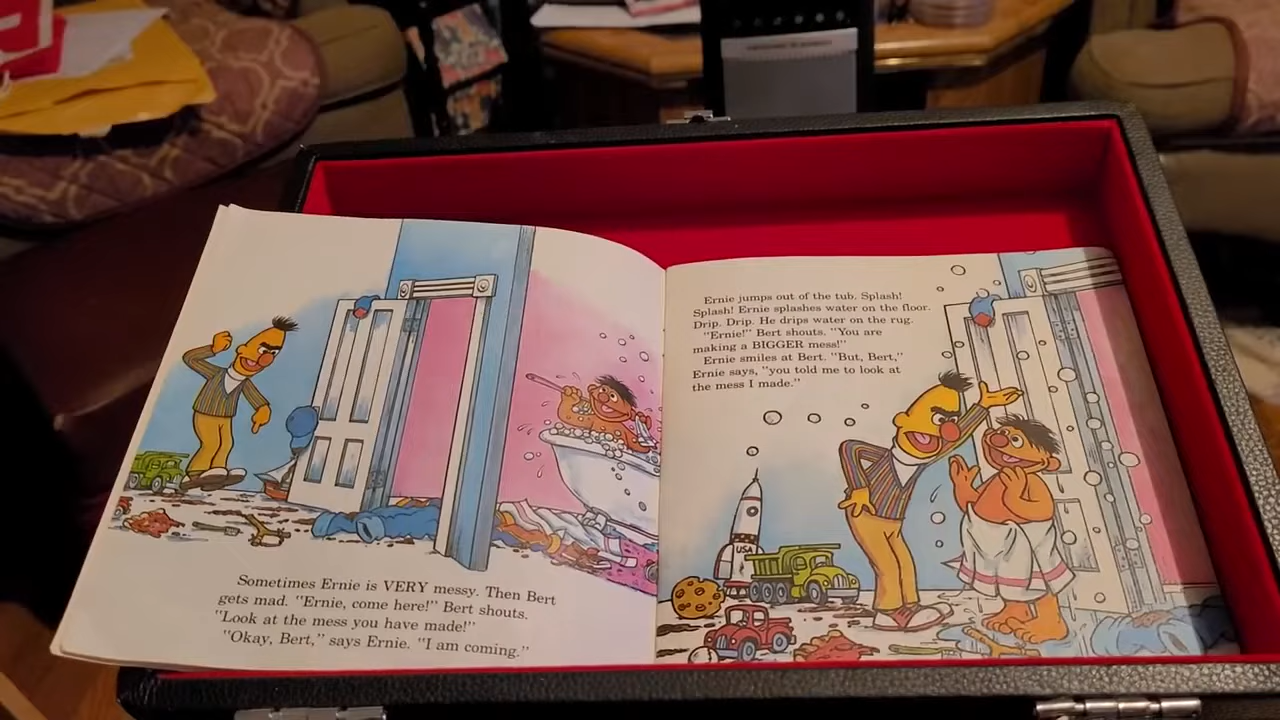 Sometimes Ernie is VERY messy. Then Bert
gets mad. "Ernie, come here!" Bert shouts.
"Look at the mess you have made!"
"Okay, Bert," says Ernie. "I am coming."
Ernie jumps out of the tub. Splash!
Splash! Ernie splashes water on the floor.
Drip. Drip. He drips water on the rug.
"Ernie!" Bert shouts. "You are
making a BIGGER mess!"
Ernie smiles at Bert. "But, Bert,"
Ernie says, "you told me to look at
the mess I made."
USA